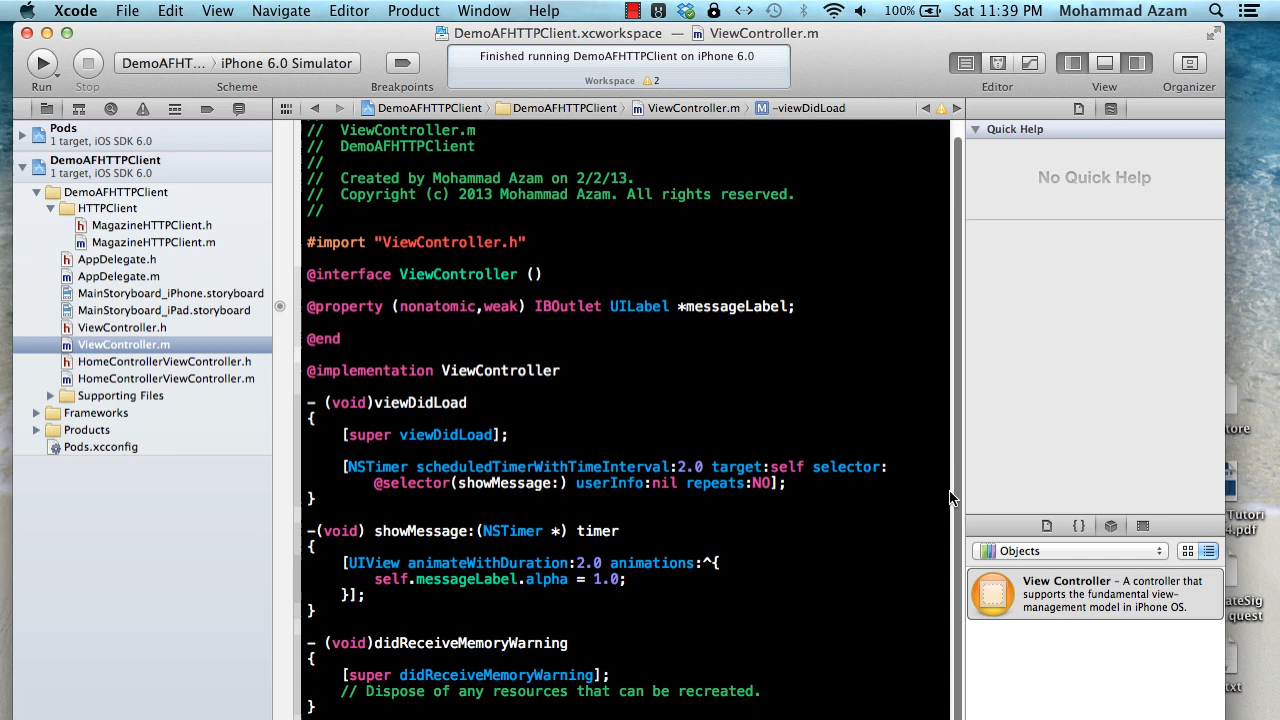 Xcode File Edit View Navigate Editor Product Window Help 100% Sat 11:39 PM Mohammad Azam
DemoAFHTTPClient.xcworkspace — ViewController.m
DemoAFHT... iPhone 6.0 Simulator
Finished running DemoAFHTTPClient on iPhone 6.0
Workspace 2
Run Stop Scheme Breakpoints Editor View Organizer
DemoAFHTTPClient DemoAFHTTPClient ViewController.m M -viewDidLoad
Pods
1 target, iOS SDK 6.0
DemoAFHTTPClient
1 target, iOS SDK 6.0
DemoAFHTTPClient
HTTPClient
h MagazineHTTPClient.h
m MagazineHTTPClient.m
h AppDelegate.h
m AppDelegate.m
MainStoryboard_iPhone.storyboard
MainStoryboard_iPad.storyboard
h ViewController.h
m ViewController.m
h HomeControllerViewController.h
m HomeControllerViewController.m
Supporting Files
Frameworks
Products
Pods.xcconfig
//  ViewController.m
//  DemoAFHTTPClient
//
//  Created by Mohammad Azam on 2/2/13.
//  Copyright (c) 2013 Mohammad Azam. All rights reserved.
//
#import "ViewController.h"
@interface ViewController ()
@property (nonatomic,weak) IBOutlet UILabel *messageLabel;
@end
@implementation ViewController
- (void)viewDidLoad
{
[super viewDidLoad];
[NSTimer scheduledTimerWithTimeInterval:2.0 target:self selector:
@selector(showMessage:) userInfo:nil repeats:NO];
}
-(void) showMessage:(NSTimer *) timer
{
[UIView animateWithDuration:2.0 animations:^{
self.messageLabel.alpha = 1.0;
}];
}
- (void)didReceiveMemoryWarning
{
[super didReceiveMemoryWarning];
// Dispose of any resources that can be recreated.
}
Quick Help
No Quick Help
{ }
Objects
View Controller - A controller that
supports the fundamental view-
management model in iPhone OS.
ore
Tutori
4.pdf
ateSig
quest
txt